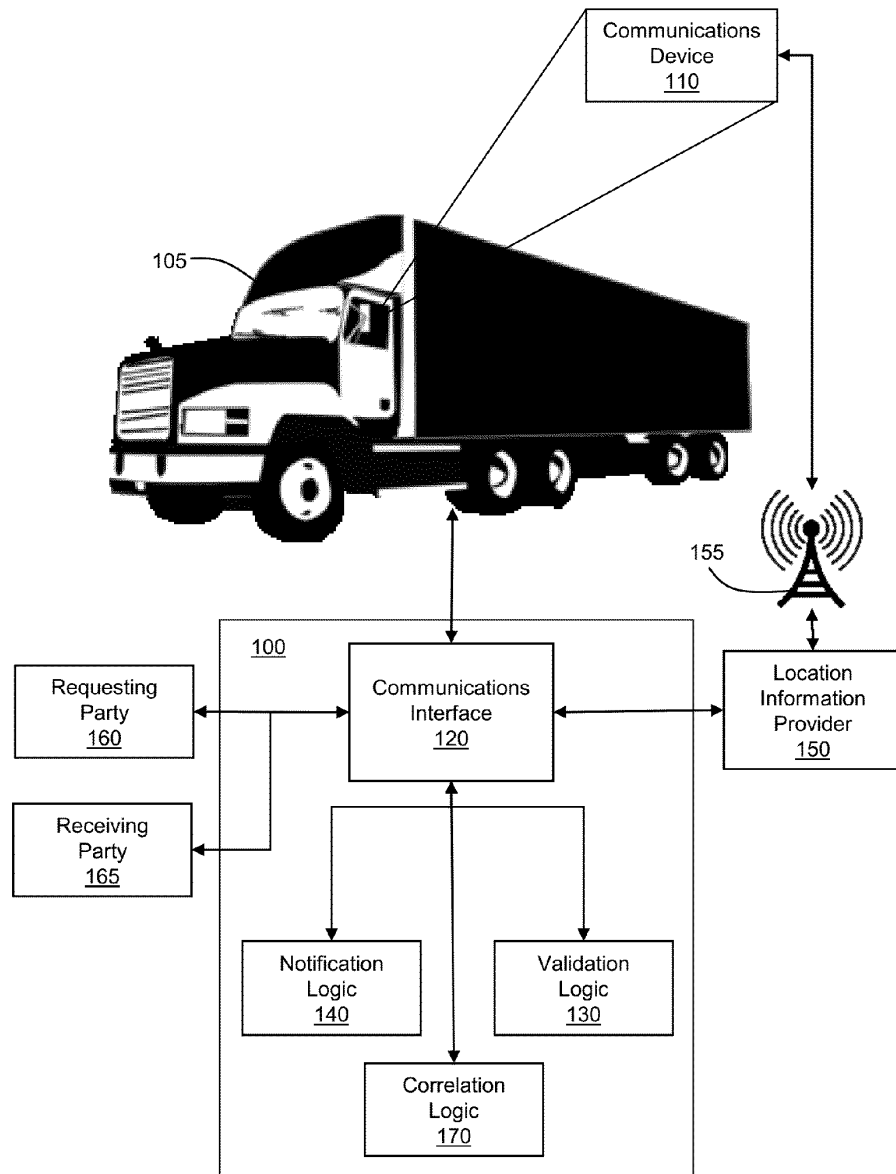 Communications
Device
110
105
155
100
Requesting
Party
160
Communications
Interface
120
Location
Information
Provider
150
Receiving
Party
165
Notification
Logic
140
Validation
Logic
130
Correlation
Logic
170